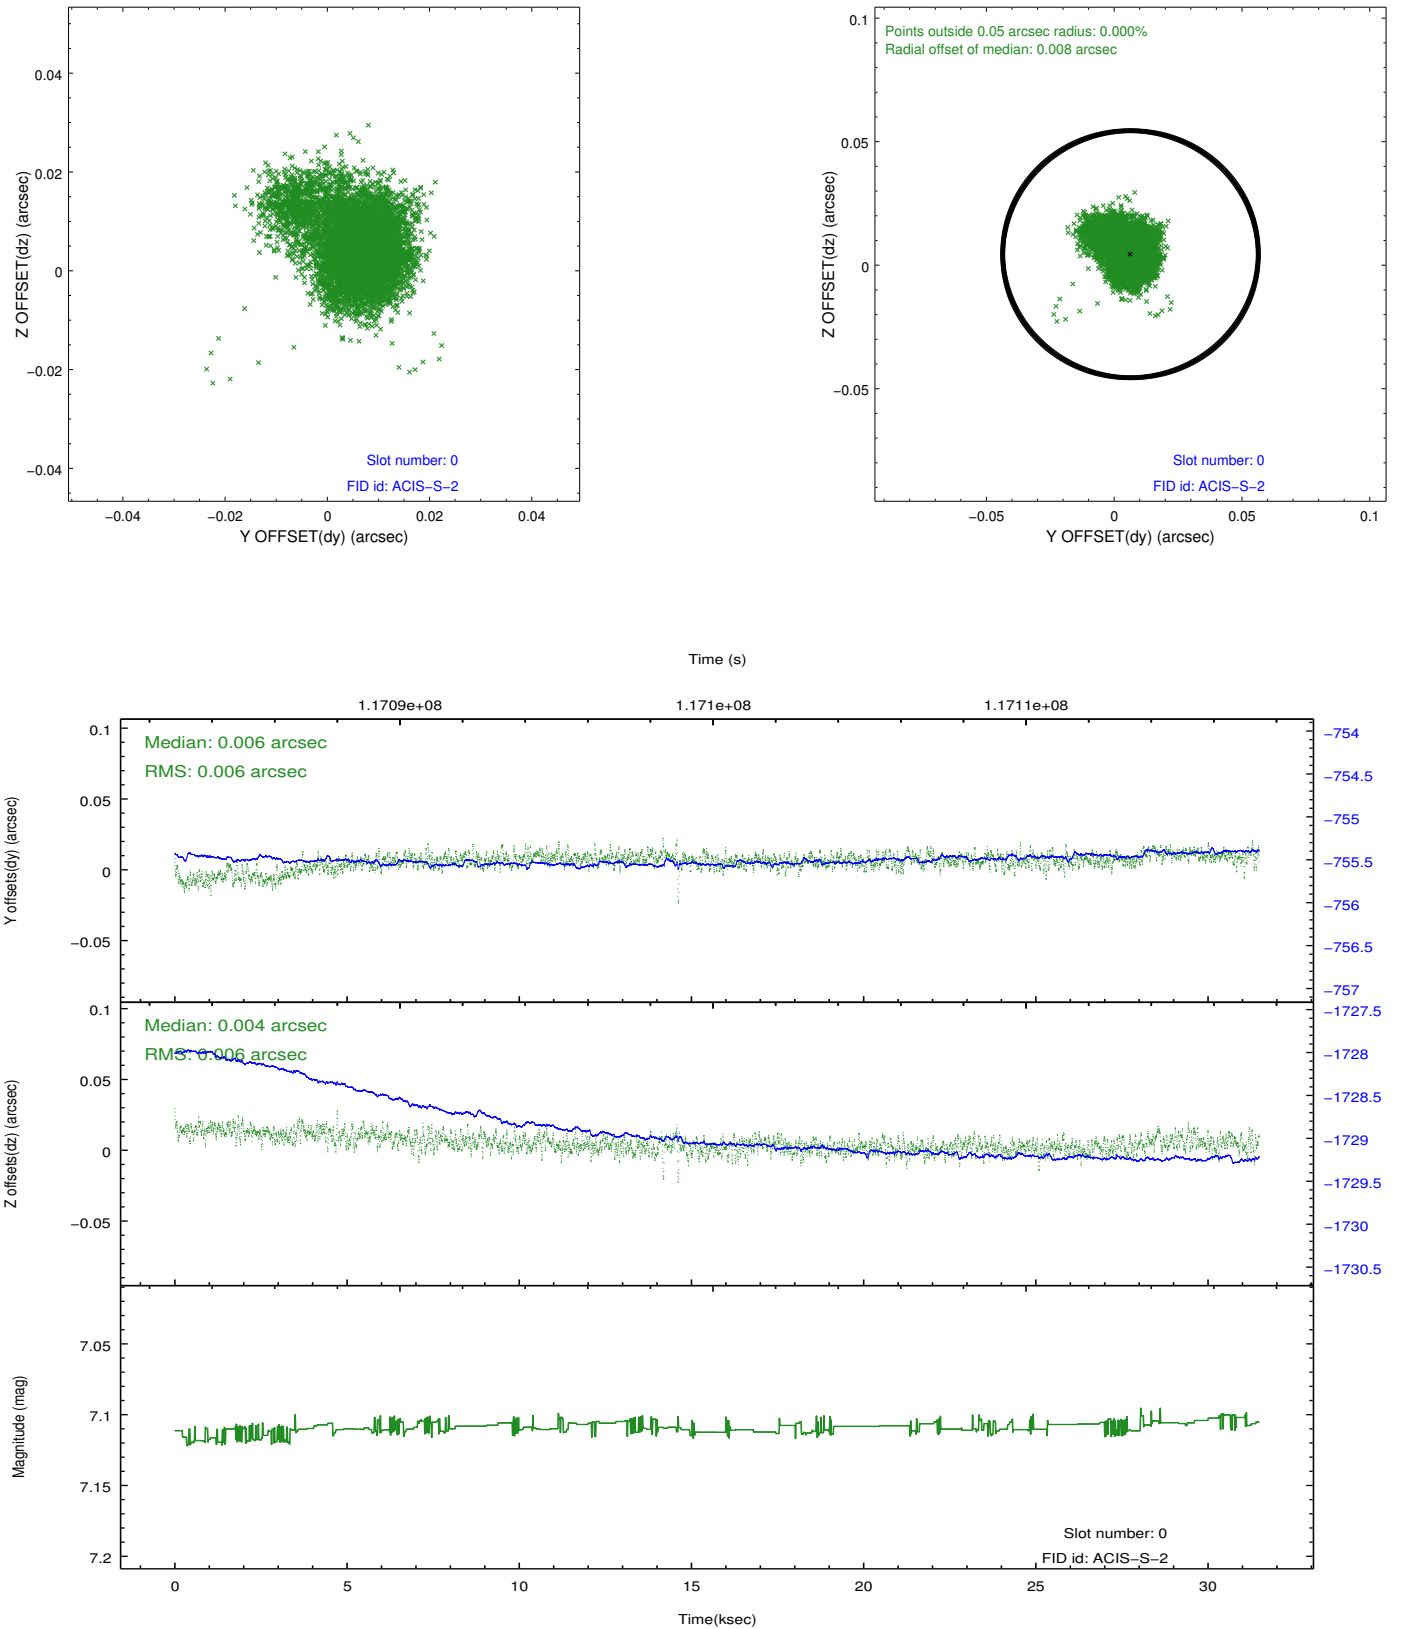 0.04
0.02
0
−0.02
−0.04
Z OFFSET(dz) (arcsec)
Slot number: 0
FID id: ACIS−S−2
−0.04 −0.02 0 0.02 0.04
Y OFFSET(dy) (arcsec)
Points outside 0.05 arcsec radius: 0.000%
Radial offset of median: 0.008 arcsec
0.1
0.05
0
−0.05
Z OFFSET(dz) (arcsec)
Slot number: 0
FID id: ACIS−S−2
−0.05 0 0.05 0.1
Y OFFSET(dy) (arcsec)
Time (s)
1.1709e+08 1.171e+08 1.1711e+08
Median: 0.006 arcsec
RMS: 0.006 arcsec
0.1
0.05
0
−0.05
Y offsets(dy) (arcsec)
−754
−754.5
−755
−755.5
−756
−756.5
−757
Median: 0.004 arcsec
RMS: 0.006 arcsec
0.1
0.05
0
−0.05
Z offsets(dz) (arcsec)
−1727.5
−1728
−1728.5
−1729
−1729.5
−1730
−1730.5
7.05
7.1
7.15
7.2
Magnitude (mag)
Slot number: 0
FID id: ACIS−S−2
0 5 10 15 20 25 30
Time(ksec)